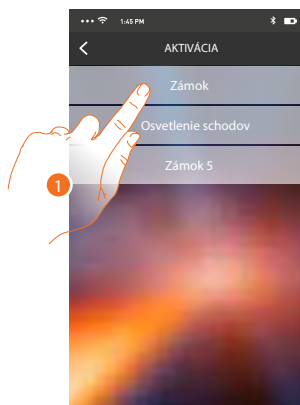 1:45 PM
AKTIVÁCIA
Zámok
Osvetlenie schodov
Zámok 5
1